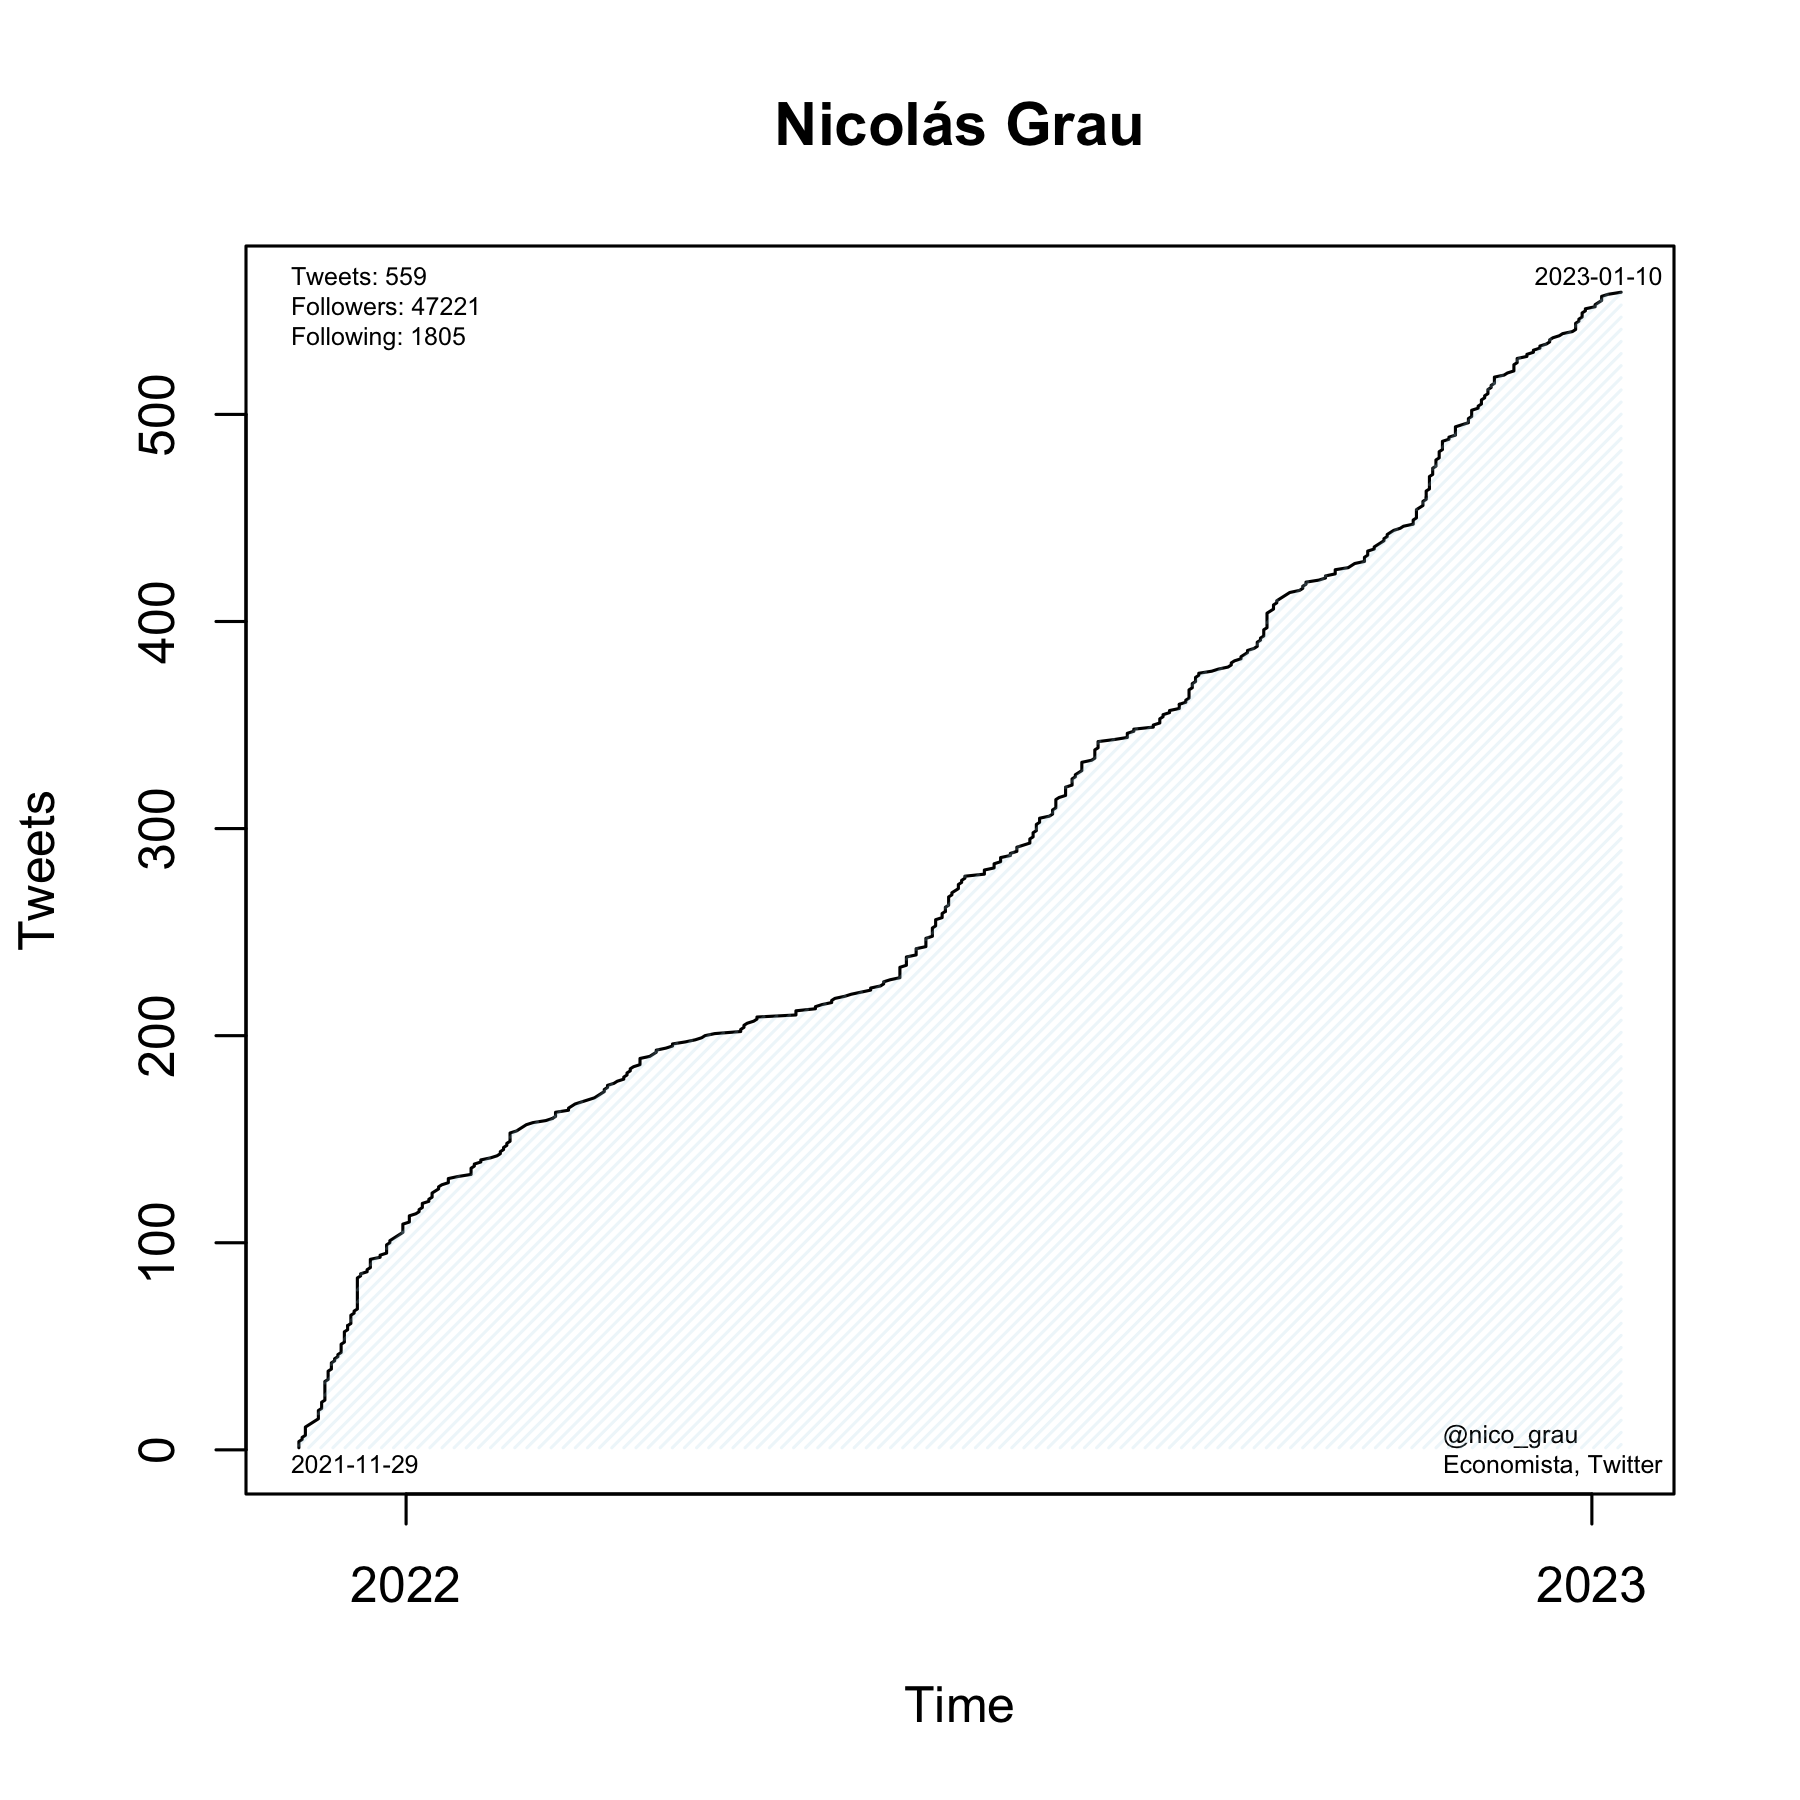 Nicolás Grau
Tweets: 559
Followers: 47221
Following: 1805
2023-01-10
500
400
300
200
100
0
Tweets
2021-11-29
@nico_grau
Economista, Twitter
2022
2023
Time